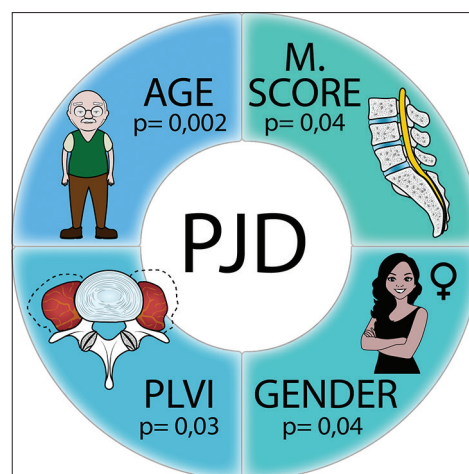 AGE
p= 0,002
M.
SCORE
p= 0,04
PJD
PLVI
p= 0,03
GENDER
p= 0,04